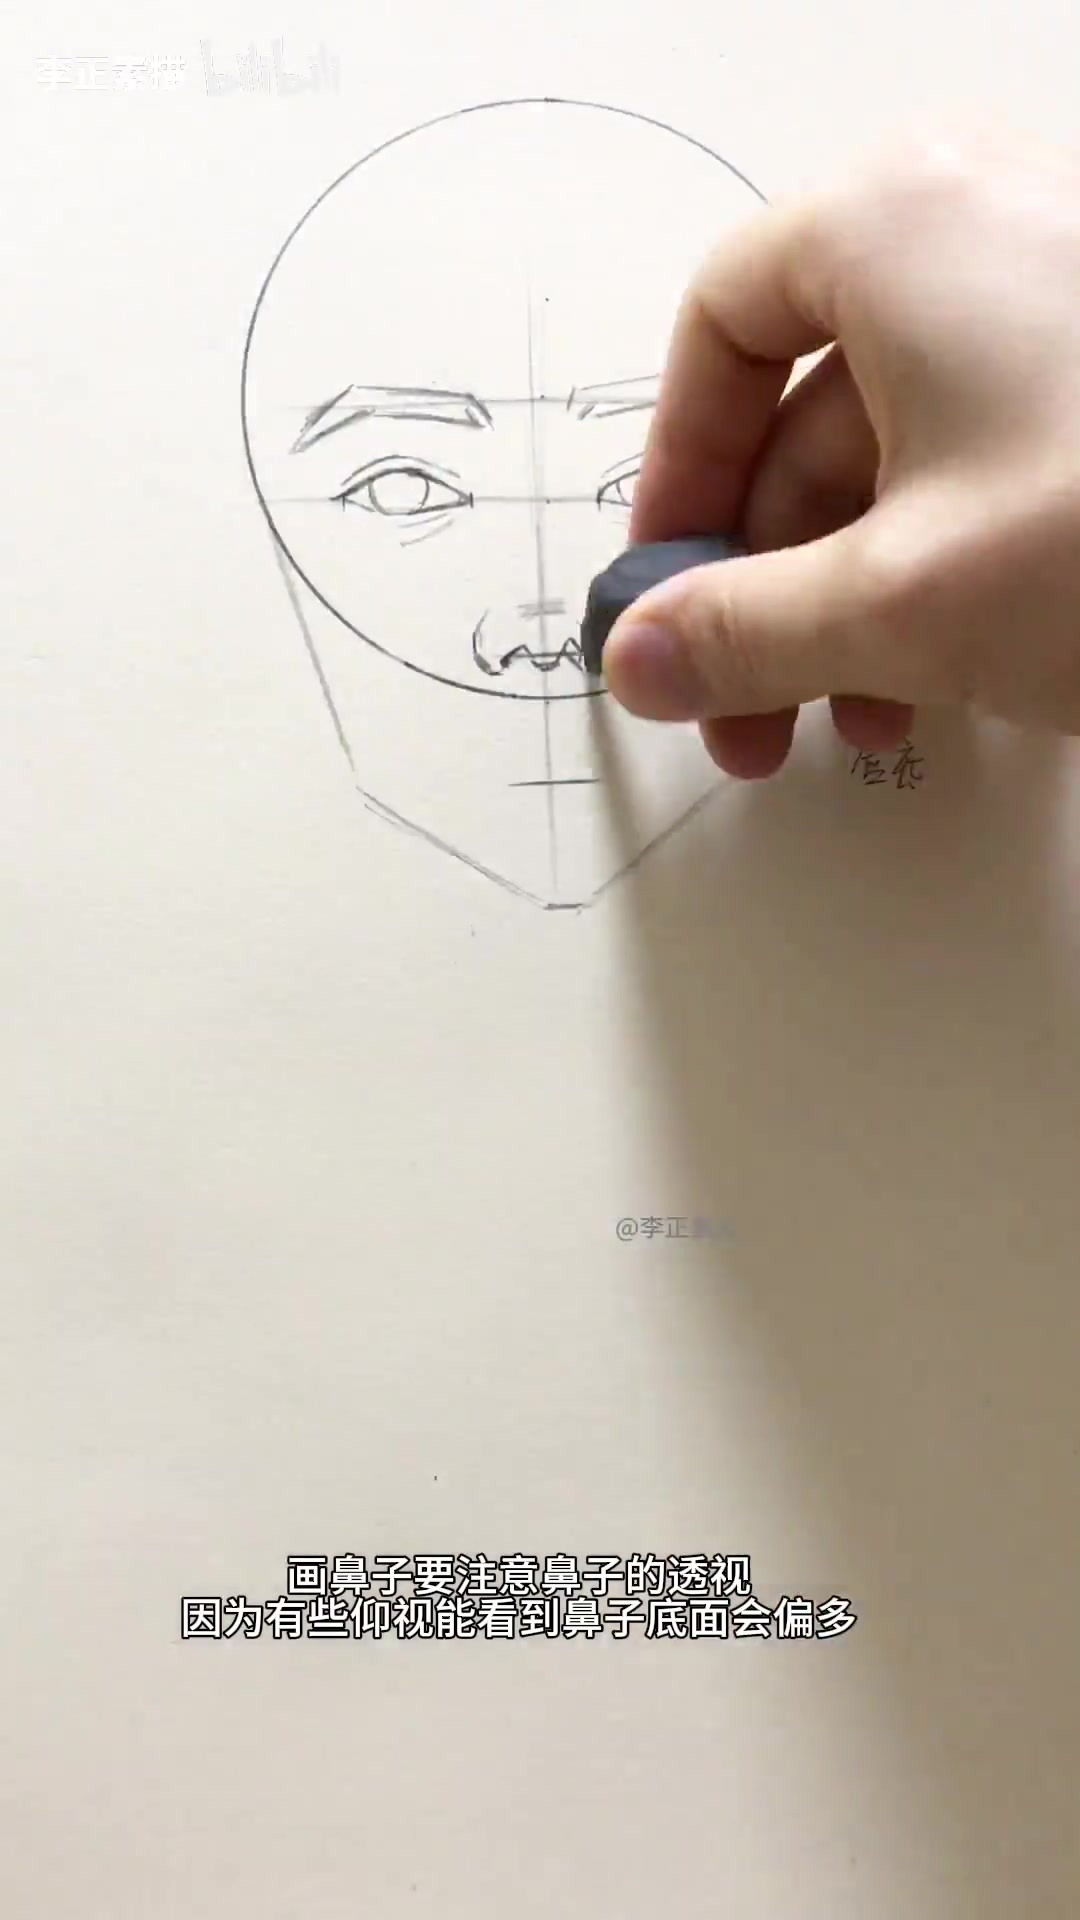 李正素描 bilibili
@李正
画鼻子要注意鼻子的透视
因为有些仰视能看到鼻子底面会偏多